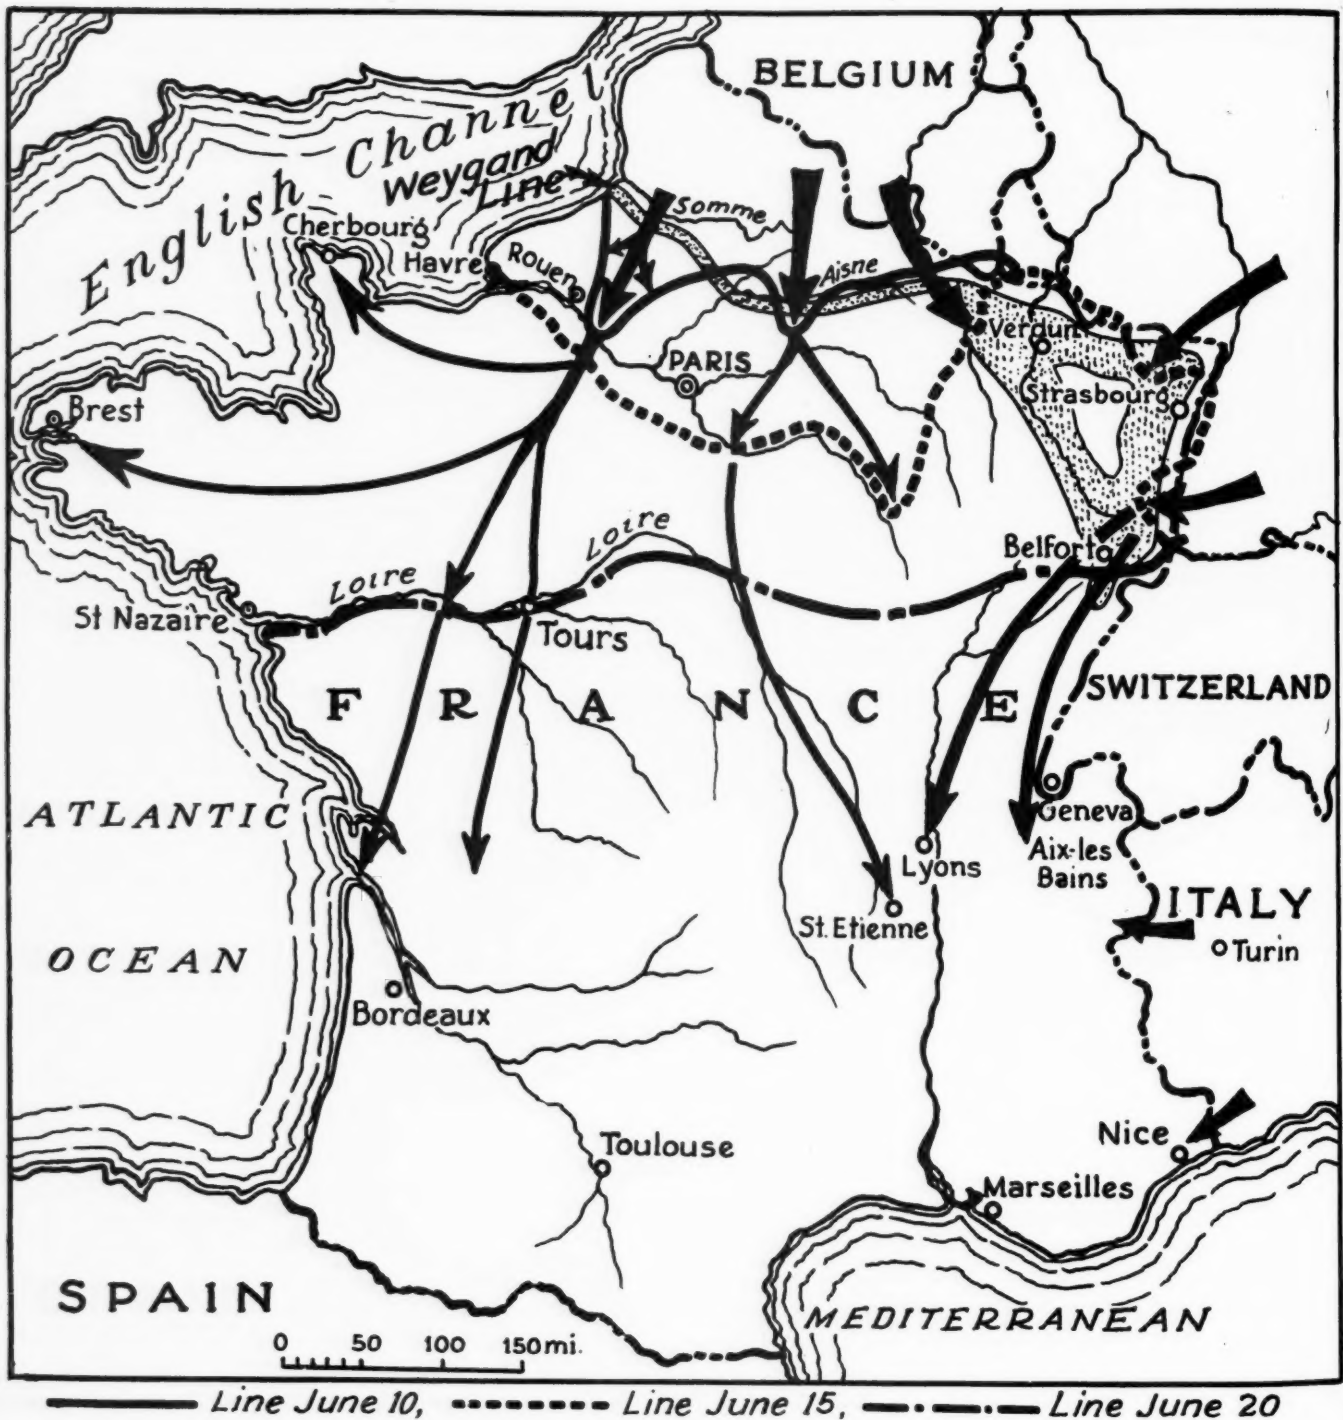 BELGIUM
English Channel
Weygand
Line
Somme
Cherbourg
Havre
Rouen
Aisne
Verdun
PARIS
Strasbourg
Brest
Belfort
Loire
Loire
St Nazaire
Tours
SWITZERLAND
FRANCE
Geneva
ATLANTIC
OCEAN
Lyons
Aix-les
Bains
ITALY
St. Etienne
Turin
Bordeaux
Nice
Toulouse
Marseilles
SPAIN
MEDITERRANEAN
0 50 100 150 mi.
Line June 10, Line June 15, Line June 20